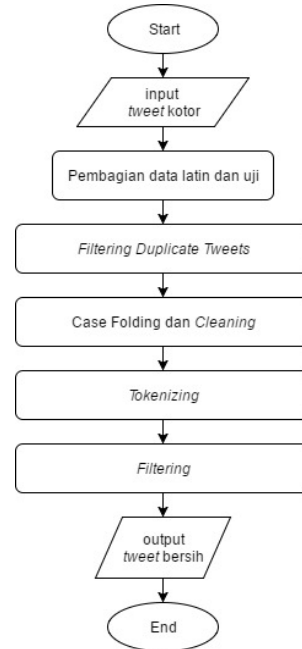 Start
input
tweet kotor
Pembagian data latin dan uji
Filtering Duplicate Tweets
Case Folding dan Cleaning
Tokenizing
Filtering
output
tweet bersih
End